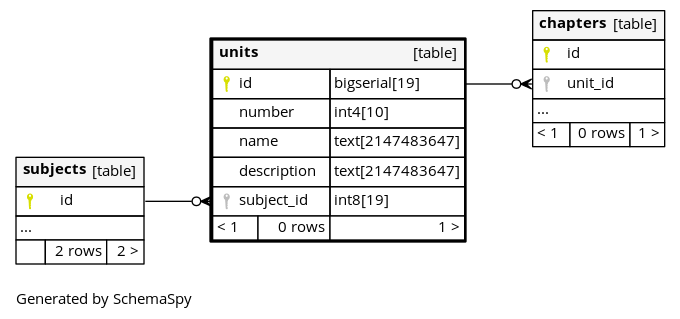 units [table]
id bigserial[19]
number int4[10]
name text[2147483647]
description text[2147483647]
subject_id int8[19]
< 1 0 rows 1 >
chapters [table]
id
unit_id
...
< 1 0 rows 1 >
subjects [table]
id
...
2 rows 2 >
Generated by SchemaSpy